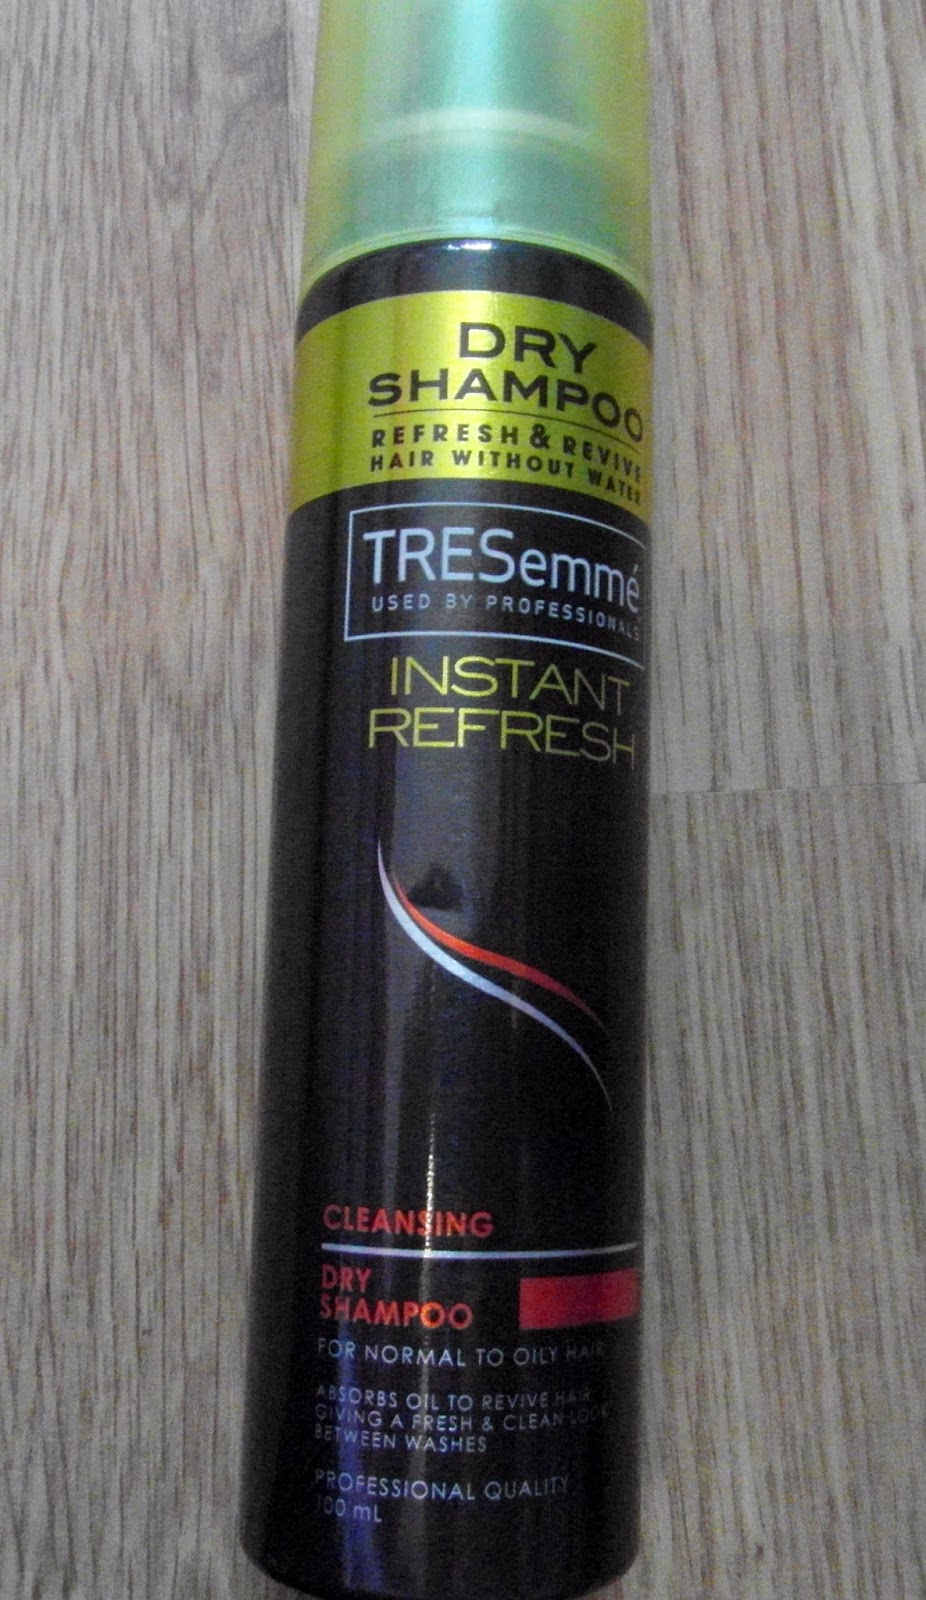 DRY
SHAMPOO
REFRESH & REVIVE
HAIR WITHOUT WATER
TRESemmé
USED BY PROFESSIONALS
INSTANT
REFRESH
CLEANSING
DRY
SHAMPOO
FOR NORMAL TO OILY HAIR
ABSORBS OIL TO REVIVE HAIR
GIVING A FRESH & CLEAN LOOK
BETWEEN WASHES
PROFESSIONAL QUALITY
100 mL